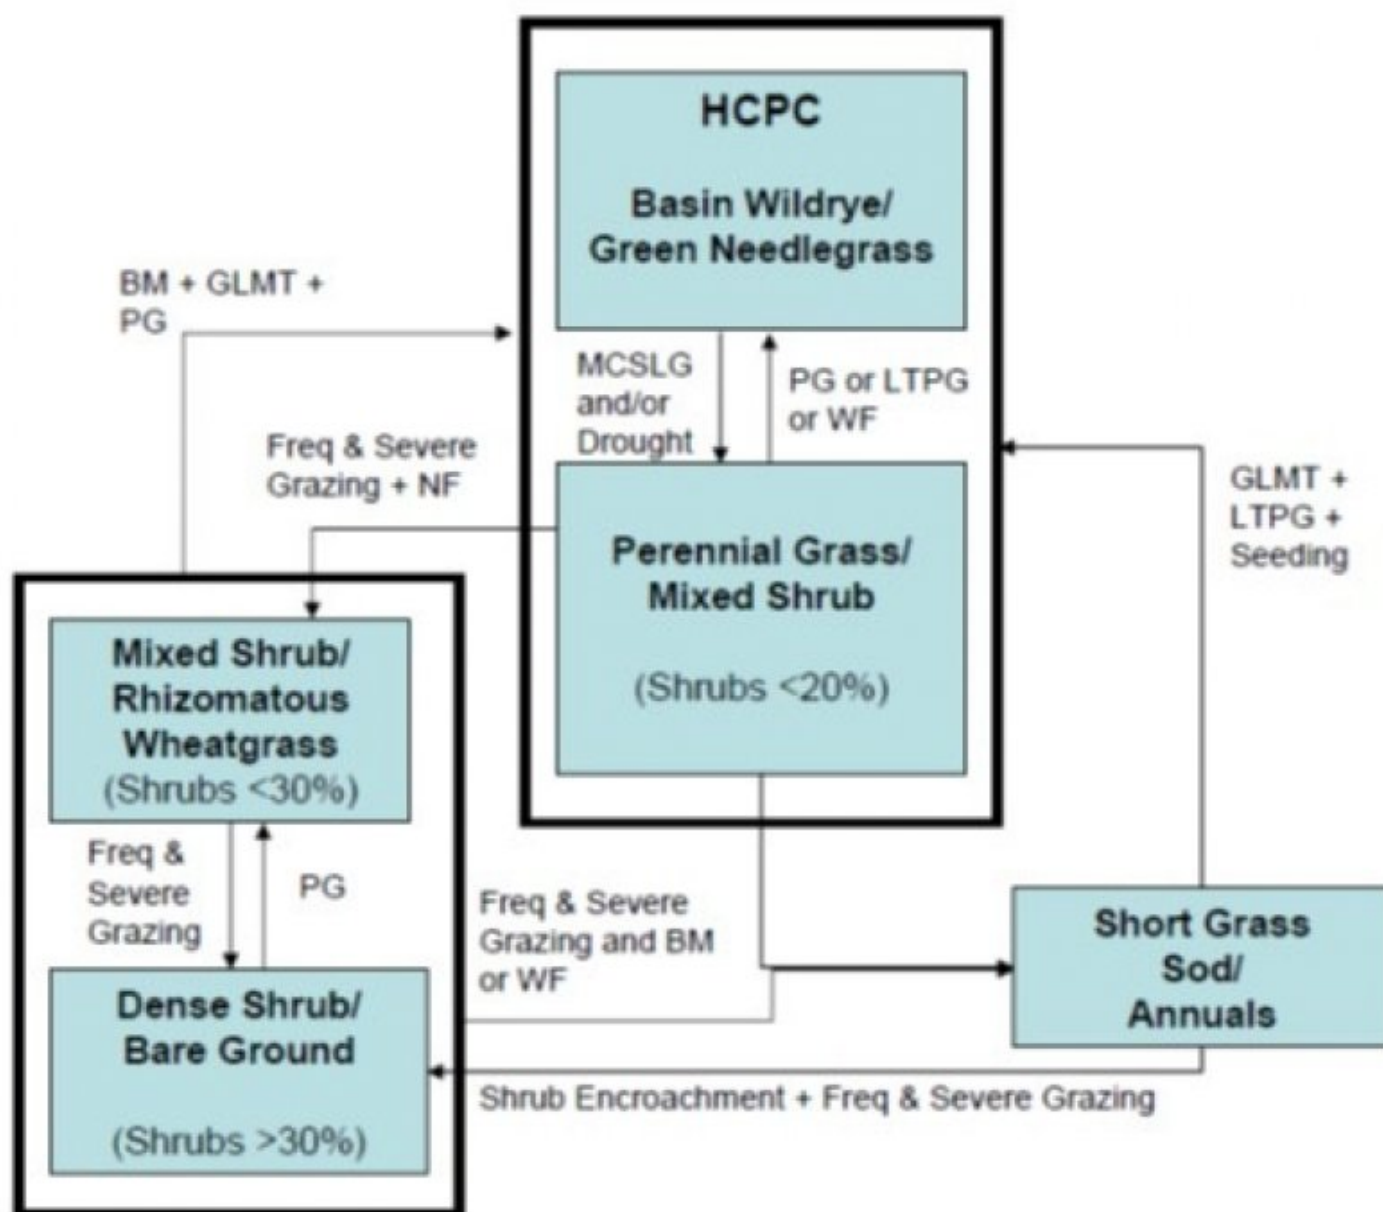 HCPC
Basin Wildrye/
Green Needlegrass
BM + GLMT +
PG
MCSLG
and/or
Drought
PG or LTPG
or WF
Freq & Severe
Grazing + NF
GLMT +
LTPG +
Seeding
Perennial Grass/
Mixed Shrub
(Shrubs <20%)
Mixed Shrub/
Rhizomatous
Wheatgrass
(Shrubs <30%)
Freq &
Severe
Grazing
PG
Freq & Severe
Grazing and BM
or WF
Short Grass
Sod/
Annuals
Dense Shrub/
Bare Ground
(Shrubs >30%)
Shrub Encroachment + Freq & Severe Grazing